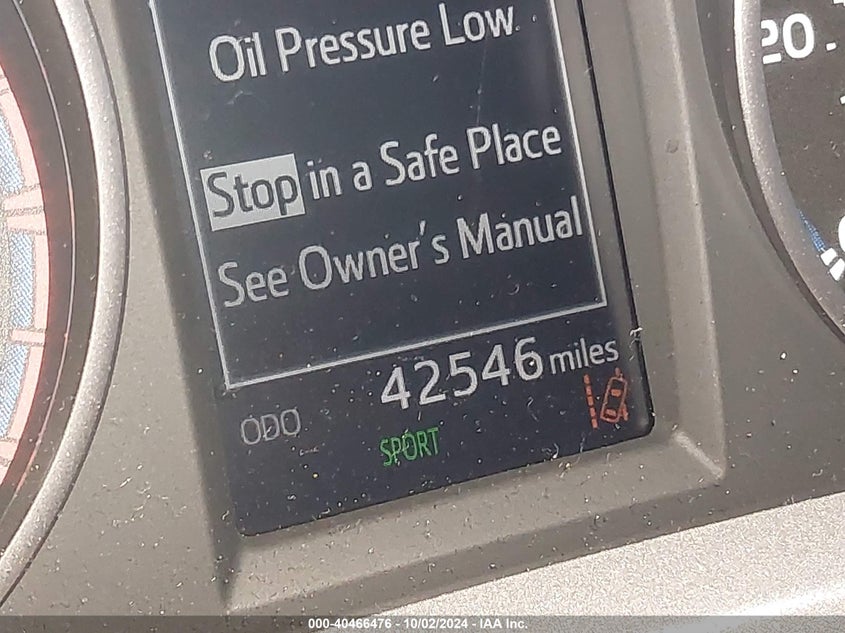 Oil Pressure Low.
20
Stop in a Safe Place
See Owner's Manual
42546 miles
ODO
SPORT
000-40466476 - 10/02/2024 - IAA Inc.